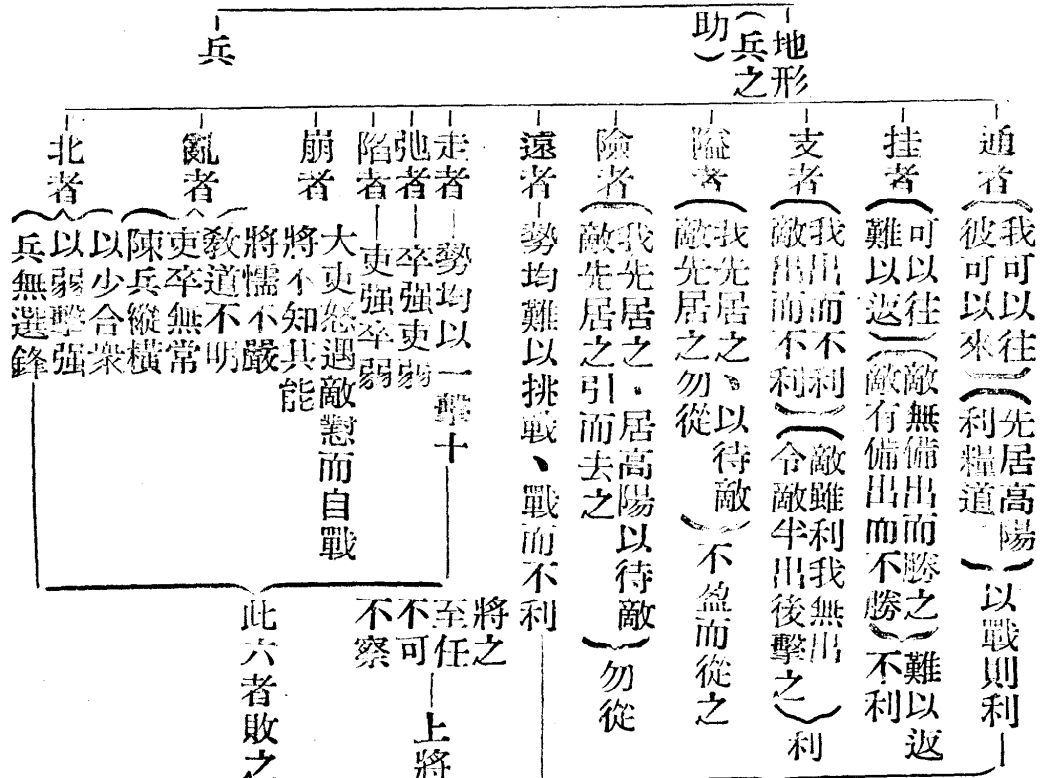 地形
（兵之
助）
兵
通者
我可以往
彼可以來
先居高陽
利糧道
以戰則利
挂者
可以往
難以返
敵無備出而勝之
敵有備出而不勝
難以返
不利
支者
我出而不利
敵出而不利
敵雖利我無出
令敵半出後擊之
利
隘者
我先居之、以待敵
敵先居之勿從
不盈而從之
險者
我先居之．居高陽以待敵
敵先居之引而去之
勿從
遠者
勢均難以挑戰、戰而不利
走者
勢均以一擊十
弛者
卒强吏弱
陷者
吏强卒弱
崩者
大吏怒遇敵懟而自戰
將不知其能
亂者
將懦不嚴
敎道不明
吏卒無常
陳兵縱橫
北者
以少合衆
以弱擊强
兵無選鋒
將之
至任
不可
不察
上將
此六者敗之